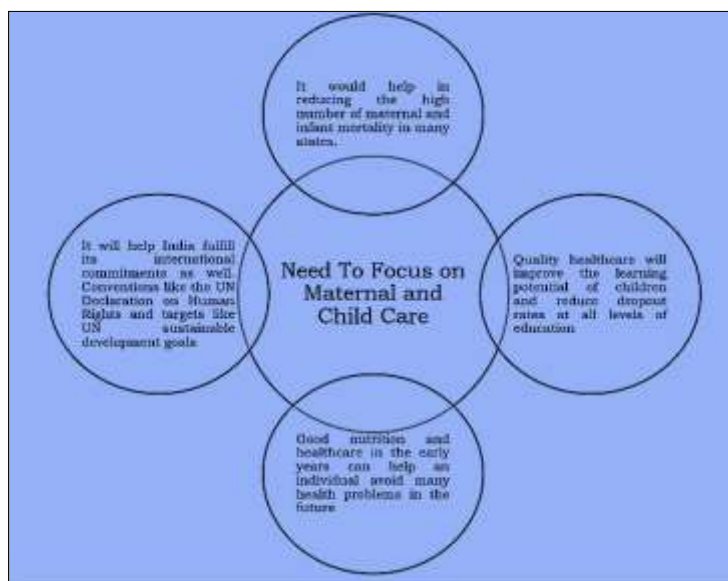 It would help in
reducing the high
number of maternal and
infant mortality in many
states.
It will help India fulfill
its international
commitments as well.
Conventions like the UN
Declaration on Human
Rights and targets like
UN sustainable
development goals
Need To Focus on
Maternal and
Child Care
Quality healthcare will
improve the learning
potential of children
and reduce dropout
rates at all levels of
education
Good nutrition and
healthcare in the early
years can help an
individual avoid many
health problems in the
future